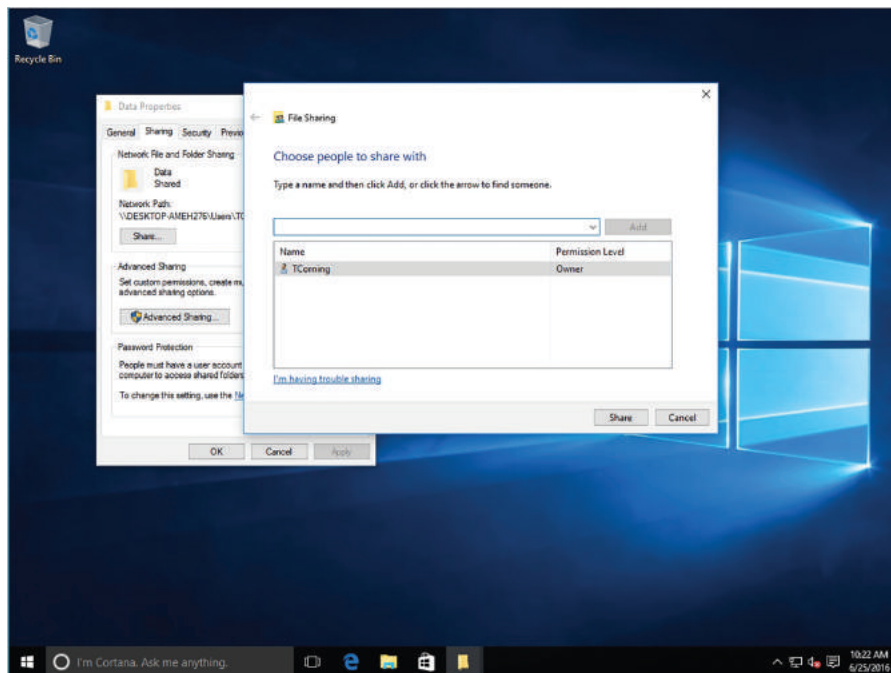 Recycle Bin
Data Properties
General Sharing Security Previo
Network File and Folder Sharing
Data
Shared
Network Path:
\\DESKTOP-AMEH276\Users\TC
Share...
Advanced Sharing
Set custom permissions, create mu
advanced sharing options.
Advanced Sharing...
Password Protection
People must have a user account
computer to access shared folders
To change this setting, use the Ne
OK Cancel Apply
File Sharing
Choose people to share with
Type a name and then click Add, or click the arrow to find someone.
Add
Name Permission Level
TCorning Owner
I'm having trouble sharing
Share Cancel
I'm Cortana. Ask me anything.
10:22 AM
6/25/2016